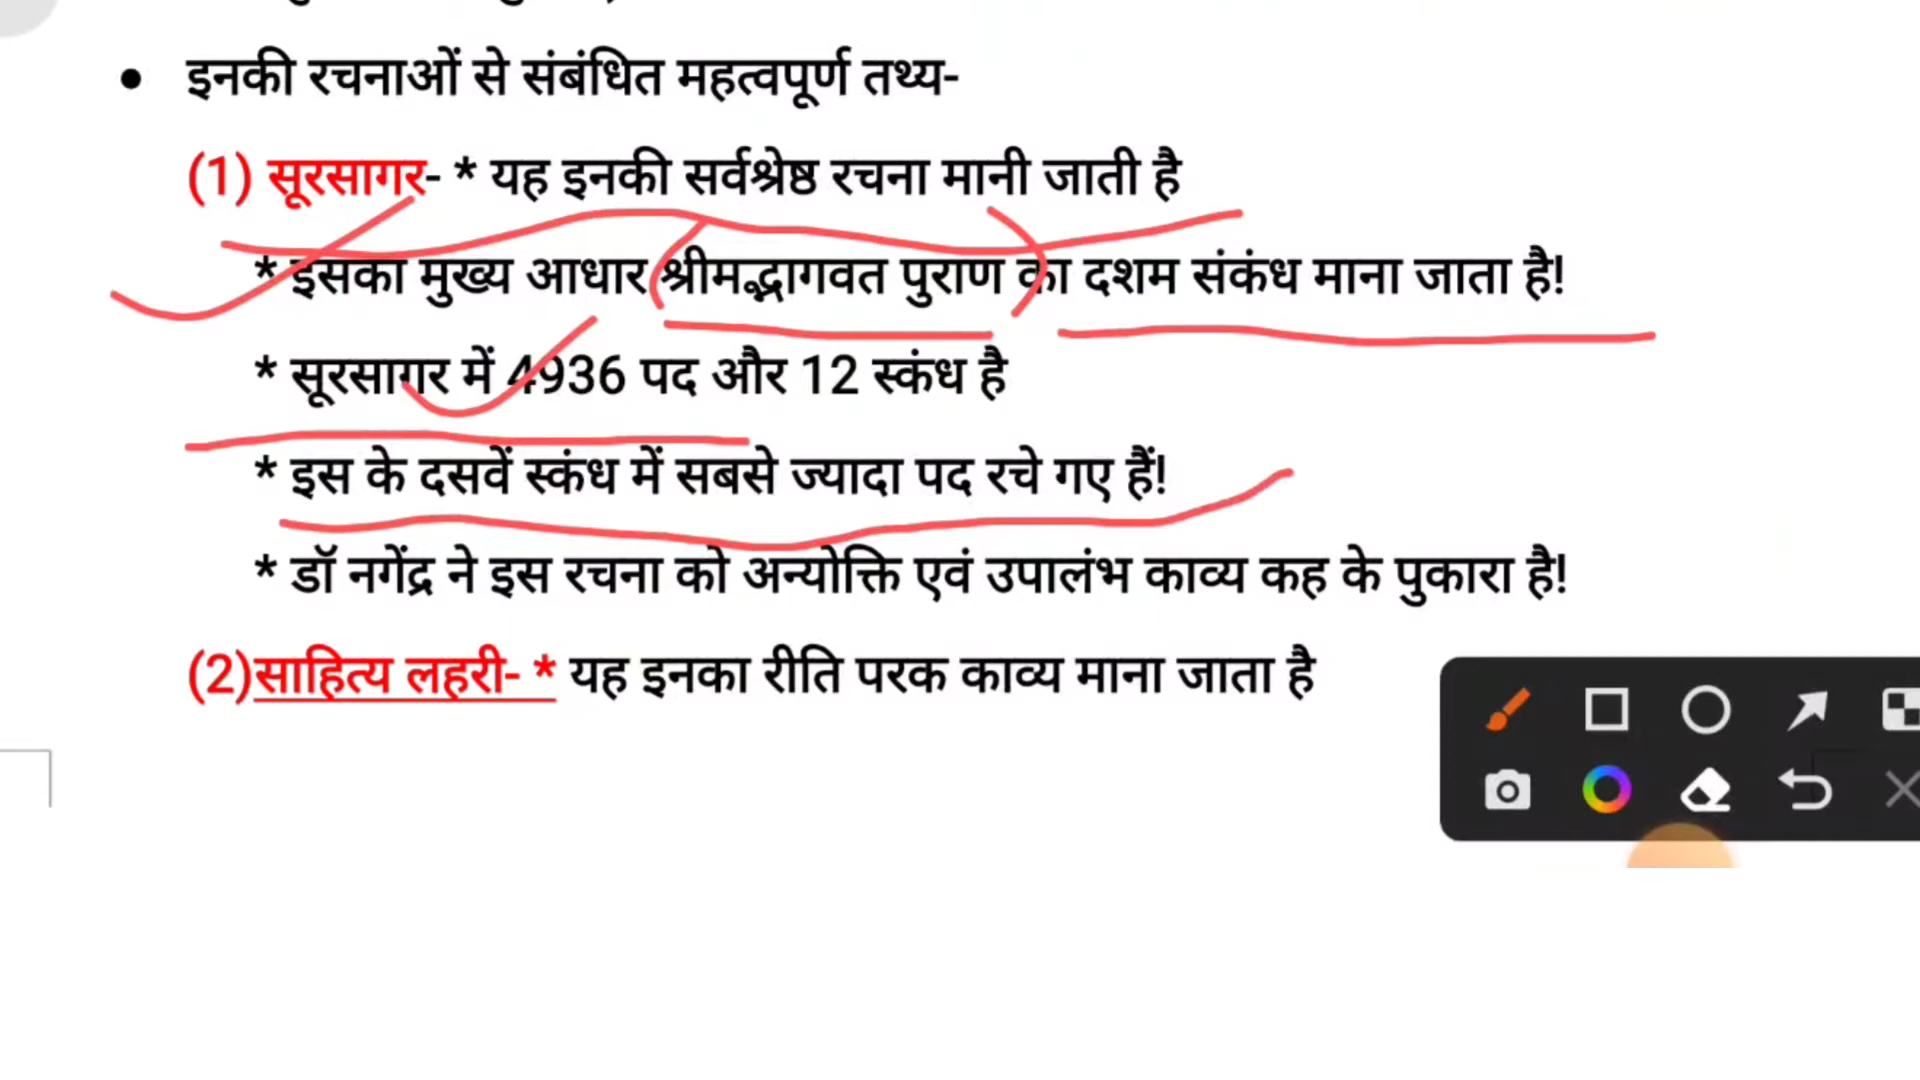 • इनकी रचनाओं से संबंधित महत्वपूर्ण तथ्य-
(1) सूरसागर- * यह इनकी सर्वश्रेष्ठ रचना मानी जाती है
* इसका मुख्य आधार श्रीमद्भागवत पुराण का दशम संकंध माना जाता है!
* सूरसागर में 4936 पद और 12 स्कंध है
* इस के दसवें स्कंध में सबसे ज्यादा पद रचे गए हैं!
* डॉ नगेंद्र ने इस रचना को अन्योक्ति एवं उपालंभ काव्य कह के पुकारा है!
(2)साहित्य लहरी- * यह इनका रीति परक काव्य माना जाता है